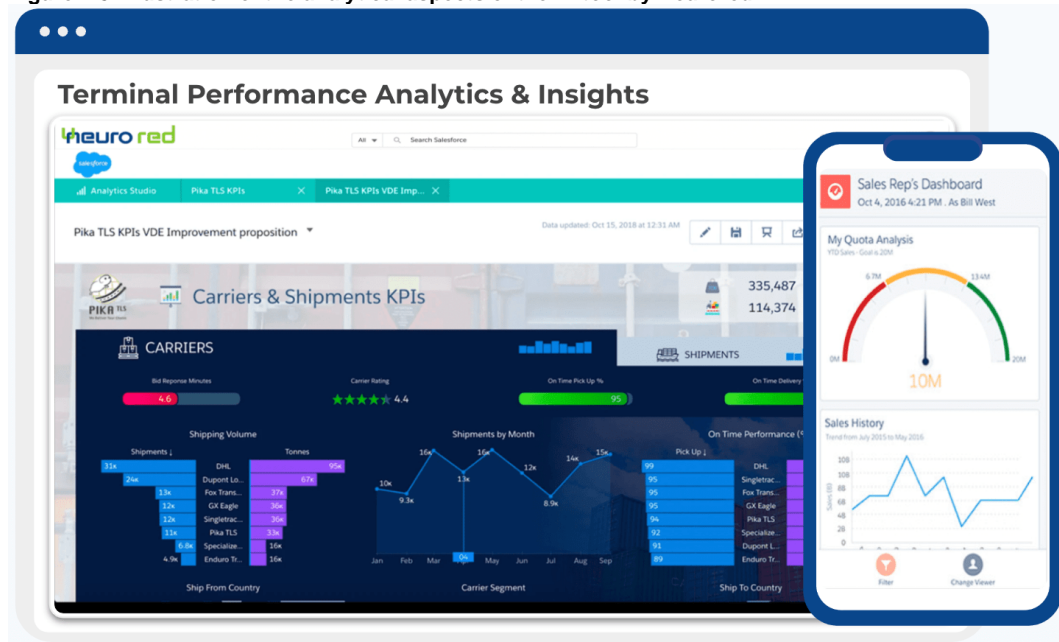 Terminal Performance Analytics & Insights
neuro red
All
Search Salesforce
salesforce
Analytics Studio
Pika TLS KPIs
Pika TLS KPIs VDE Imp...
Pika TLS KPIs VDE Improvement proposition
Data updated: Oct 15, 2018 at 12:31 AM
PIKA TLS
Carriers & Shipments KPIs
335,487
114,374
CARRIERS
SHIPMENTS
Bid Reponse Minutes
Carrier Rating
On Time Pick Up %
On Time Delivery
4.6
4.4
95
Shipping Volume
Shipments by Month
On Time Performance (
Shipments ↓
Tonnes
Pick Up ↓
31K DHL 95K
24K Dupont Lo... 67K
13K Fox Trans... 37K
12K GX Eagle 36K
12K Singletrac... 36K
11K Pika TLS 33K
6.8K Specialize... 16K
4.9K Enduro Tr... 16K
10K
9.3K
16K
13K
16K
12K
8.9K
14K
15K
Jan Feb Mar 04 May Jun Jul Aug Sep
99 DHL
95 Singletrac...
95 Fox Trans...
95 GX Eagle
94 Pika TLS
92 Specialize...
91 Dupont L...
89 Enduro Tr...
Ship From Country
Carrier Segment
Ship To Country
Sales Rep's Dashboard
Oct 4, 2016 4:21 PM . As Bill West
My Quota Analysis
YTD Sales - Goal is 20M
6.7M
13.4M
0M
20M
10M
Sales History
Trend from July 2015 to May 2016
10B
10B
8B
6B
4B
2B
0
Filter
Change Viewer